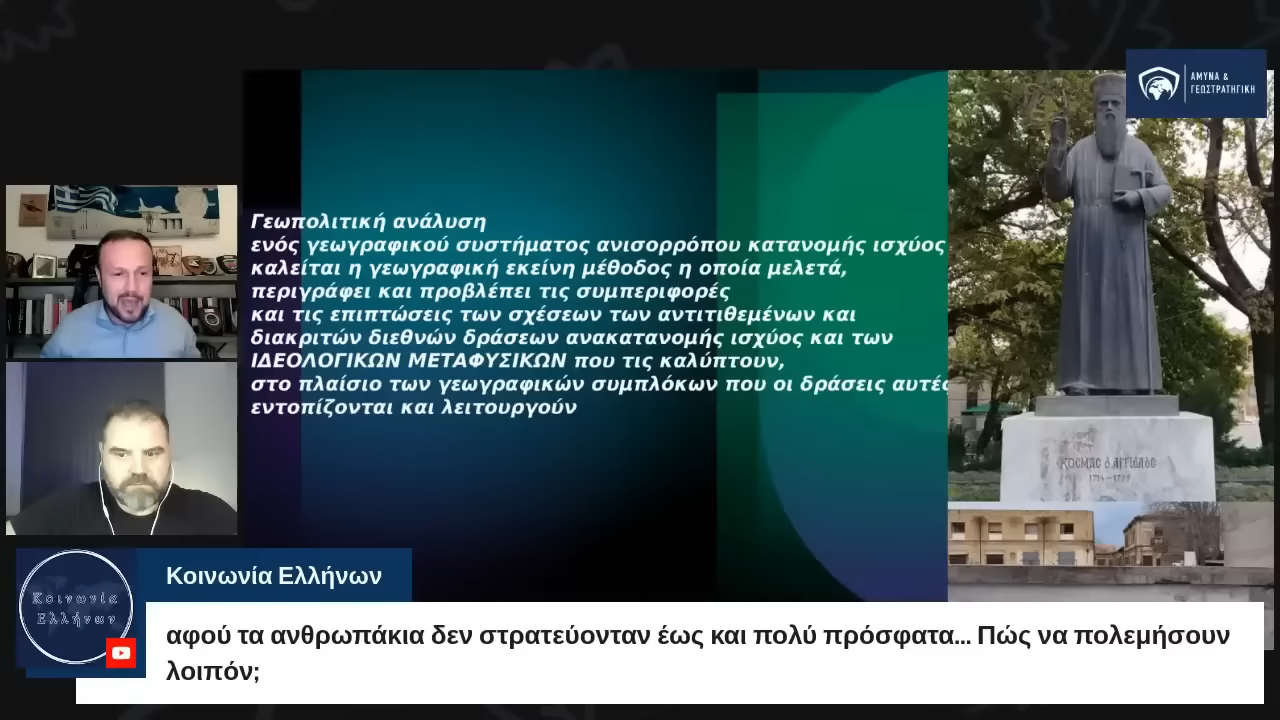 ΑΜΥΝΑ &
ΓΕΩΣΤΡΑΤΗΓΙΚΗ
Γεωπολιτική ανάλυση
ενός γεωγραφικού συστήματος ανισορρόπου κατανομής ισχύος
καλείται η γεωγραφική εκείνη μέθοδος η οποία μελετά,
περιγράφει και προβλέπει τις συμπεριφορές
και τις επιπτώσεις των σχέσεων των αντιτιθεμένων και
διακριτών διεθνών δράσεων ανακατανομής ισχύος και των
ΙΔΕΟΛΟΓΙΚΩΝ ΜΕΤΑΦΥΣΙΚΩΝ που τις καλύπτουν,
στο πλαίσιο των γεωγραφικών συμπλόκων που οι δράσεις αυτές
εντοπίζονται και λειτουργούν
ΚΟΣΜΑΣ Ο ΑΙΤΩΛΟΣ
Κοινωνία
Ελλήνων
Κοινωνία Ελλήνων
αφού τα ανθρωπάκια δεν στρατεύονταν έως και πολύ πρόσφατα... Πώς να πολεμήσουν
λοιπόν;